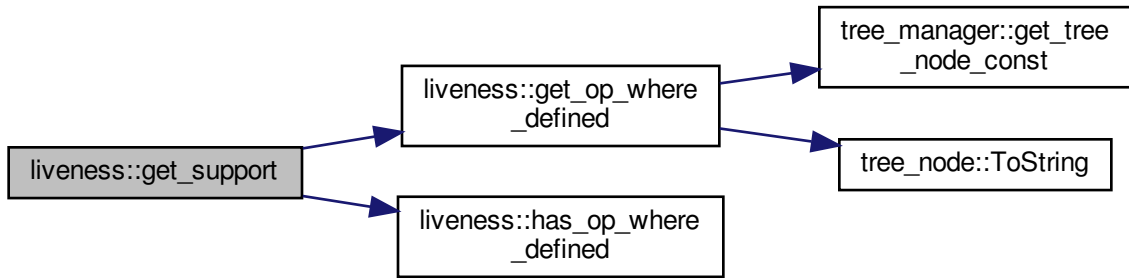 liveness::get_support
liveness::get_op_where
_defined
liveness::has_op_where
_defined
tree_manager::get_tree
_node_const
tree_node::ToString